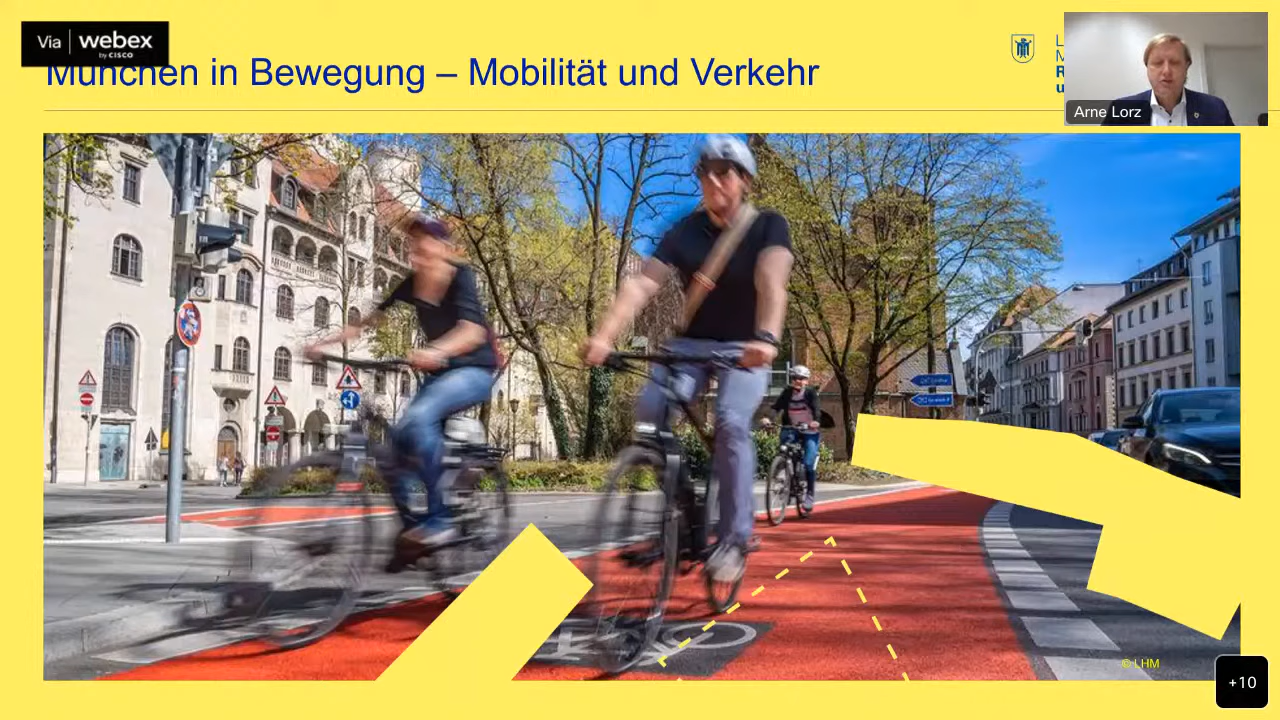 Via webex
by CISCO
München in Bewegung – Mobilität und Verkehr
Arne Lorz
© LHM
+10